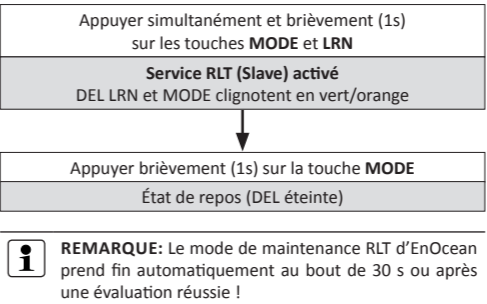 Appuyer simultanément et brièvement (1s)
sur les touches MODE et LRN
Service RLT (Slave) activé
DEL LRN et MODE clignotent en vert/orange
Appuyer brièvement (1s) sur la touche MODE
État de repos (DEL éteinte)
REMARQUE: Le mode de maintenance RLT d'EnOcean
prend fin automatiquement au bout de 30 s ou après
une évaluation réussie !